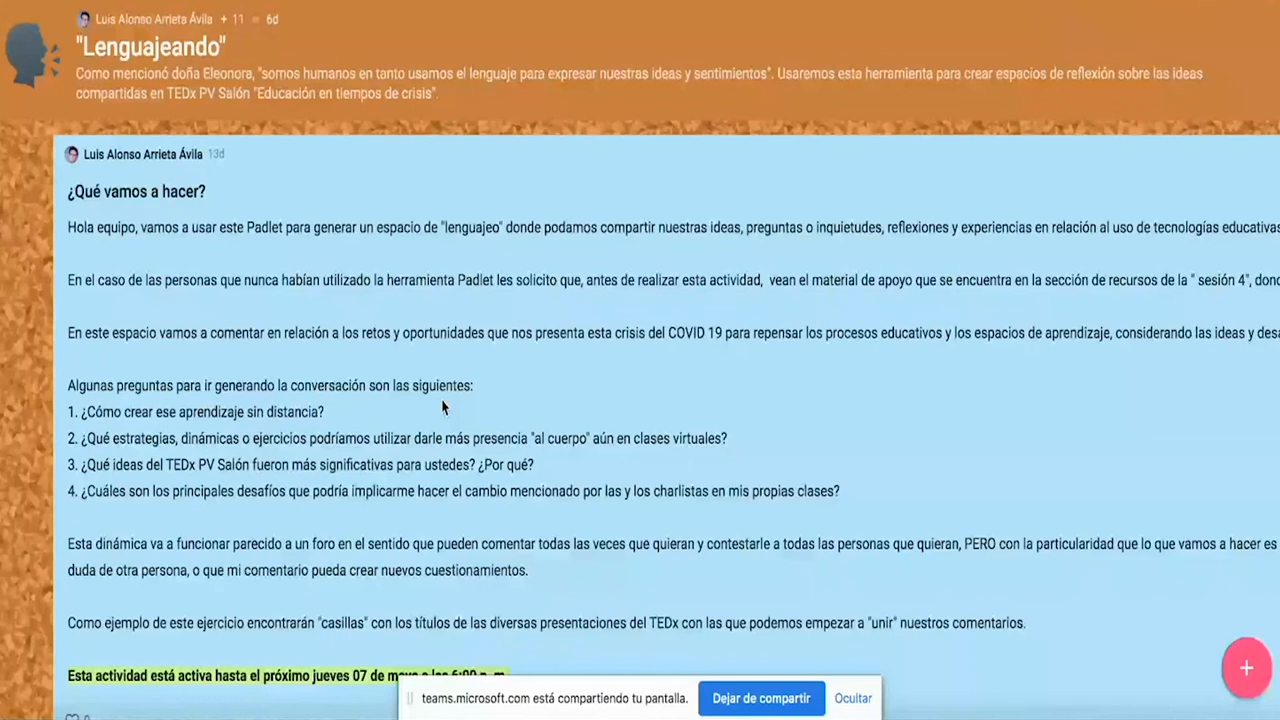 Luis Alonso Arrieta Ávila + 11 6d
"Lenguajeando"
Como mencionó doña Eleonora, "somos humanos en tanto usamos el lenguaje para expresar nuestras ideas y sentimientos". Usaremos esta herramienta para crear espacios de reflexión sobre las ideas
compartidas en TEDx PV Salón "Educación en tiempos de crisis".
Luis Alonso Arrieta Ávila 13d
¿Qué vamos a hacer?
Hola equipo, vamos a usar este Padlet para generar un espacio de "lenguajeo" donde podamos compartir nuestras ideas, preguntas o inquietudes, reflexiones y experiencias en relación al uso de tecnologías educativas
En el caso de las personas que nunca habían utilizado la herramienta Padlet les solicito que, antes de realizar esta actividad, vean el material de apoyo que se encuentra en la sección de recursos de la " sesión 4", dond
En este espacio vamos a comentar en relación a los retos y oportunidades que nos presenta esta crisis del COVID 19 para repensar los procesos educativos y los espacios de aprendizaje, considerando las ideas y desa
Algunas preguntas para ir generando la conversación son las siguientes:
1. ¿Cómo crear ese aprendizaje sin distancia?
2. ¿Qué estrategias, dinámicas o ejercicios podríamos utilizar darle más presencia "al cuerpo" aún en clases virtuales?
3. ¿Qué ideas del TEDx PV Salón fueron más significativas para ustedes? ¿Por qué?
4. ¿Cuáles son los principales desafíos que podría implicarme hacer el cambio mencionado por las y los charlistas en mis propias clases?
Esta dinámica va a funcionar parecido a un foro en el sentido que pueden comentar todas las veces que quieran y contestarle a todas las personas que quieran, PERO con la particularidad que lo que vamos a hacer es
duda de otra persona, o que mi comentario pueda crear nuevos cuestionamientos.
Como ejemplo de este ejercicio encontrarán "casillas" con los títulos de las diversas presentaciones del TEDx con las que podemos empezar a "unir" nuestros comentarios.
Esta actividad está activa hasta el próximo jueves 07 de mayo a las 6:00 p. m.
teams.microsoft.com está compartiendo tu pantalla. Dejar de compartir Ocultar